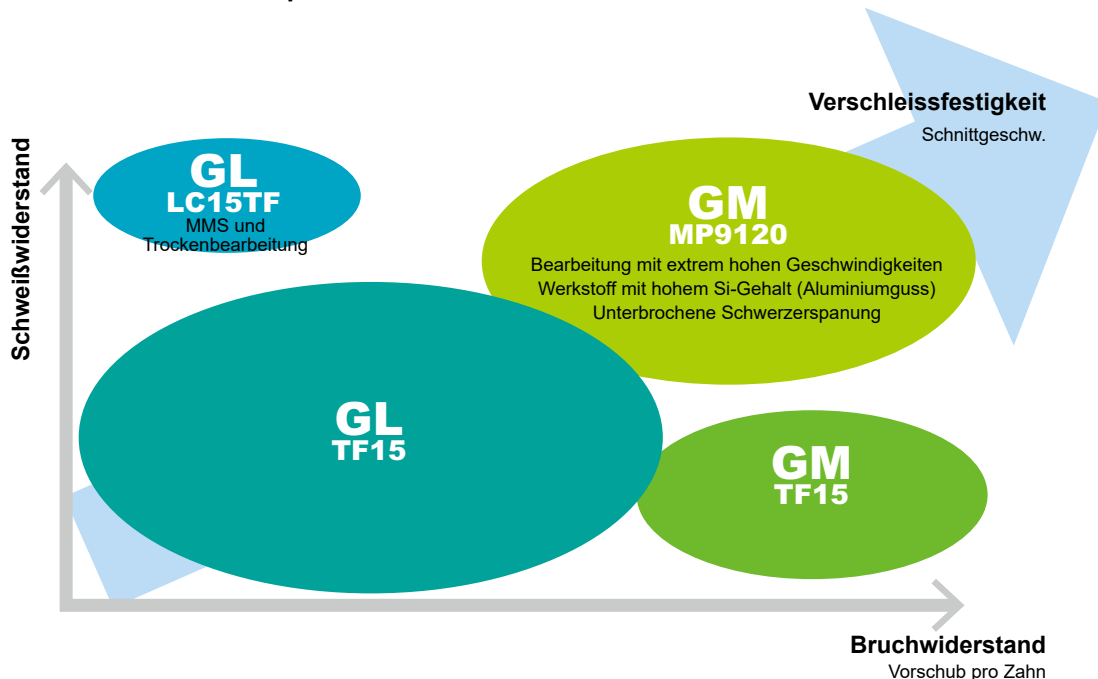 Verschleissfestigkeit
Schnittgeschw.
Schweißwiderstand
GL
LC15TF
MMS und
Trockenbearbeitung
GM
MP9120
Bearbeitung mit extrem hohen Geschwindigkeiten
Werkstoff mit hohem Si-Gehalt (Aluminiumguss)
Unterbrochene Schwerzerspanung
GL
TF15
GM
TF15
Bruchwiderstand
Vorschub pro Zahn